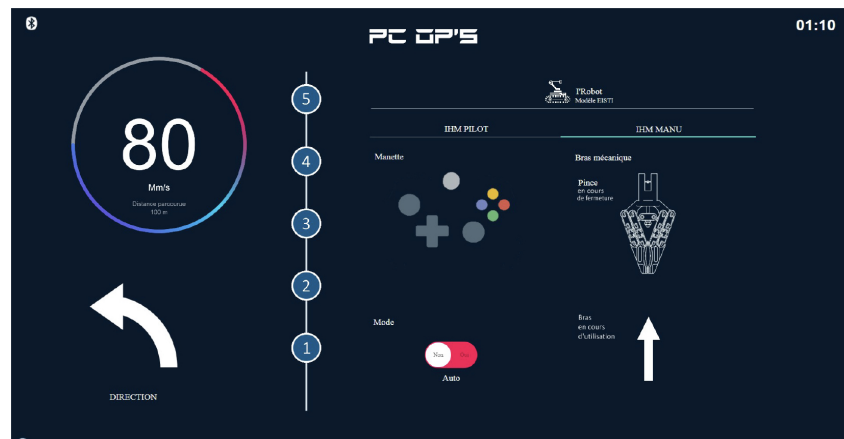 PC OP'S
01:10
80
Mm/s
Distance parcourue
100 m
5
4
3
2
1
DIRECTION
PRobot
Modèle EISTI
IHM PILOT
IHM MANU
Manette
Bras mécanique
Pince
en cours
de fermeture
Mode
Non
Auto
Bras
en cours
d'utilisation